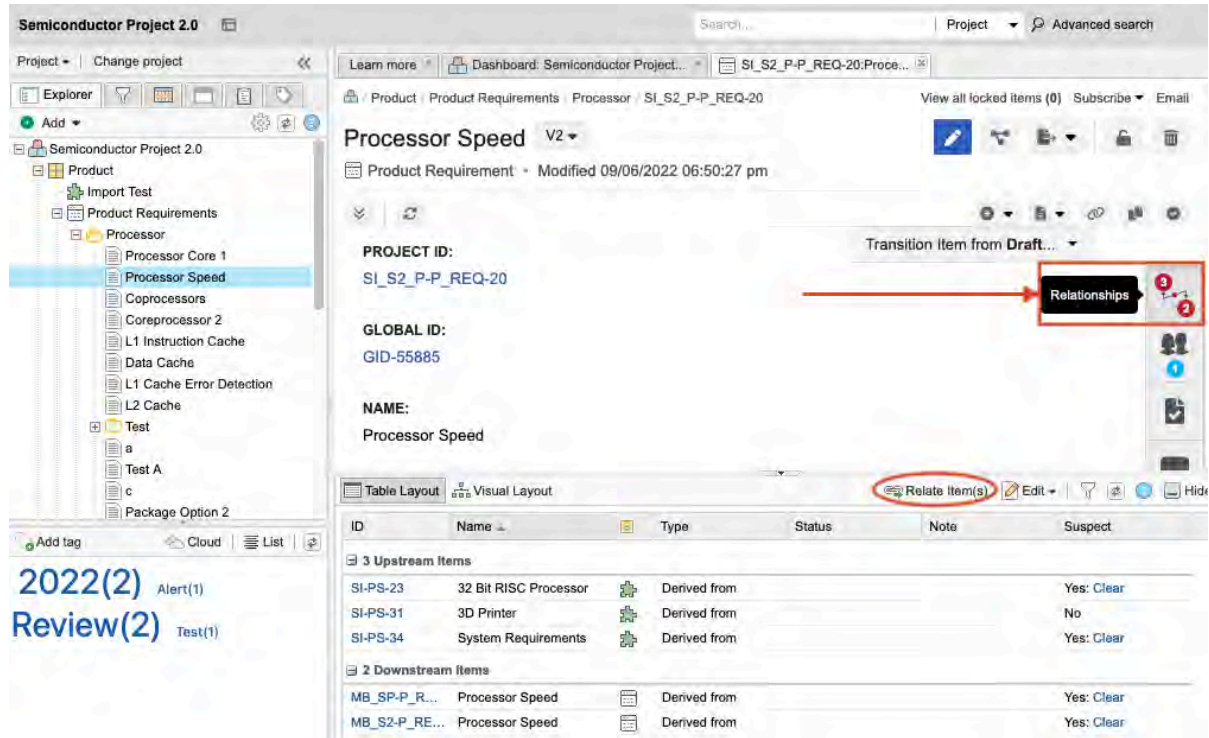 Semiconductor Project 2.0
Search... Project Advanced search
Project Change project
Learn more Dashboard: Semiconductor Project... SI_S2_P-P_REQ-20:Proce...
Explorer
Add
Semiconductor Project 2.0
Product
Import Test
Product Requirements
Processor
Processor Core 1
Processor Speed
Coprocessors
Coreprocessor 2
L1 Instruction Cache
Data Cache
L1 Cache Error Detection
L2 Cache
Test
a
Test A
c
Package Option 2
Add tag Cloud List
2022(2) Alert(1)
Review(2) Test(1)
/ Product / Product Requirements / Processor / SI_S2_P-P_REQ-20
View all locked items (0) Subscribe Email
Processor Speed V2
Product Requirement • Modified 09/06/2022 06:50:27 pm
Transition Item from Draft...
PROJECT ID:
SI_S2_P-P_REQ-20
Relationships 3 2
GLOBAL ID:
GID-55885
1
NAME:
Processor Speed
Table Layout Visual Layout Relate Item(s) Edit Hide
ID Name Type Status Note Suspect
3 Upstream Items
SI-PS-23 32 Bit RISC Processor Derived from Yes: Clear
SI-PS-31 3D Printer Derived from No
SI-PS-34 System Requirements Derived from Yes: Clear
2 Downstream Items
MB_SP-P_R... Processor Speed Derived from Yes: Clear
MB_S2-P_RE... Processor Speed Derived from Yes: Clear